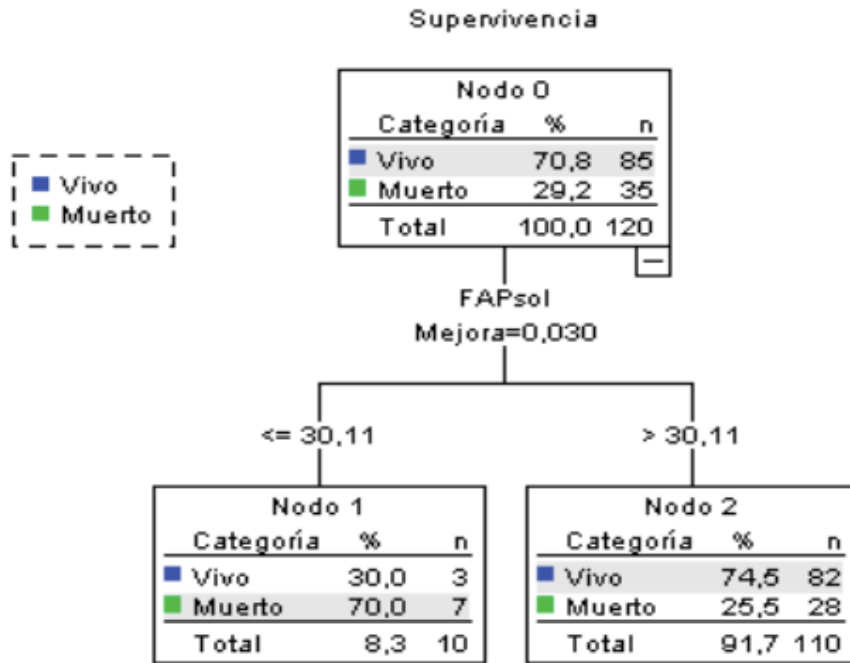 Supervivencia
Nodo 0
Categoría % n
Vivo 70,8 85
Muerto 29,2 35
Total 100,0 120
Vivo
Muerto
FAPsol
Mejora=0,030
<= 30,11
> 30,11
Nodo 1
Categoría % n
Vivo 30,0 3
Muerto 70,0 7
Total 8,3 10
Nodo 2
Categoría % n
Vivo 74,5 82
Muerto 25,5 28
Total 91,7 110